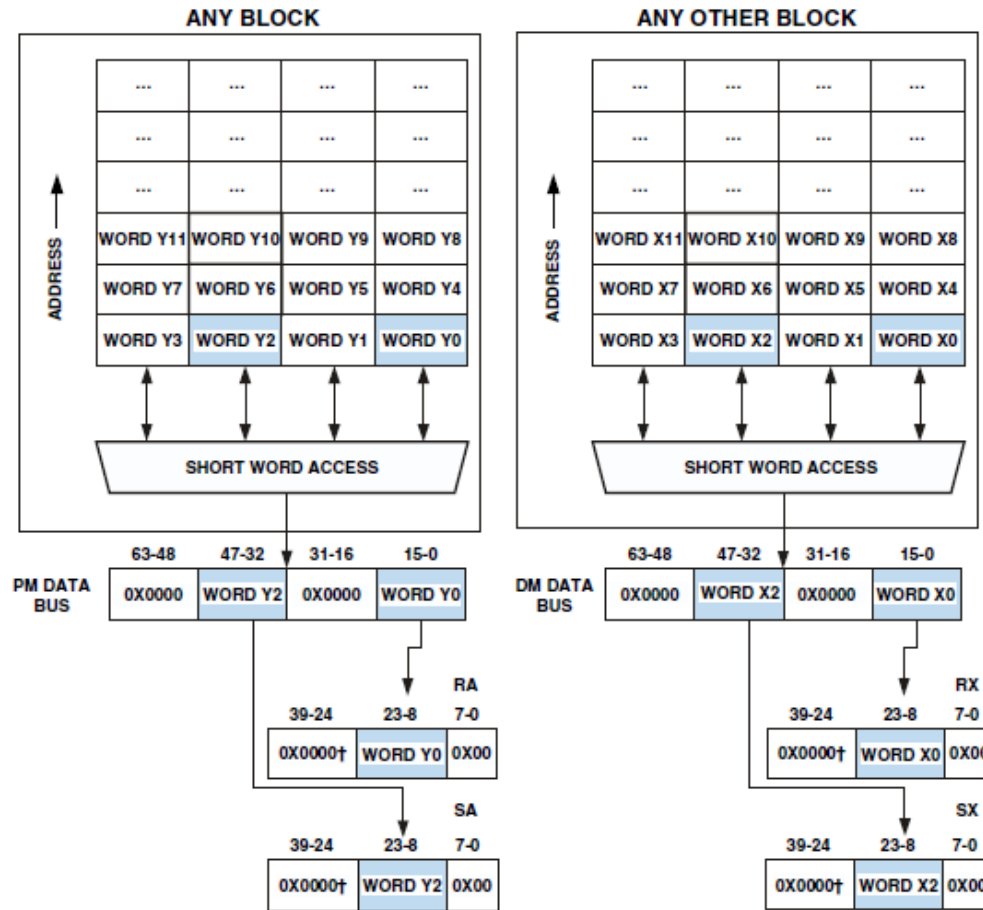 ANY BLOCK
... ... ... ...
... ... ... ...
... ... ... ...
WORD Y11 WORD Y10 WORD Y9 WORD Y8
WORD Y7 WORD Y6 WORD Y5 WORD Y4
WORD Y3 WORD Y2 WORD Y1 WORD Y0
ADDRESS
SHORT WORD ACCESS
63-48 47-32 31-16 15-0
PM DATA
BUS
0X0000 WORD Y2 0X0000 WORD Y0
RA
39-24 23-8 7-0
0X0000† WORD Y0 0X00
SA
39-24 23-8 7-0
0X0000† WORD Y2 0X00
ANY OTHER BLOCK
... ... ... ...
... ... ... ...
... ... ... ...
WORD X11 WORD X10 WORD X9 WORD X8
WORD X7 WORD X6 WORD X5 WORD X4
WORD X3 WORD X2 WORD X1 WORD X0
ADDRESS
SHORT WORD ACCESS
63-48 47-32 31-16 15-0
DM DATA
BUS
0X0000 WORD X2 0X0000 WORD X0
RX
39-24 23-8 7-0
0X0000† WORD X0 0X00
SX
39-24 23-8 7-0
0X0000† WORD X2 0X00